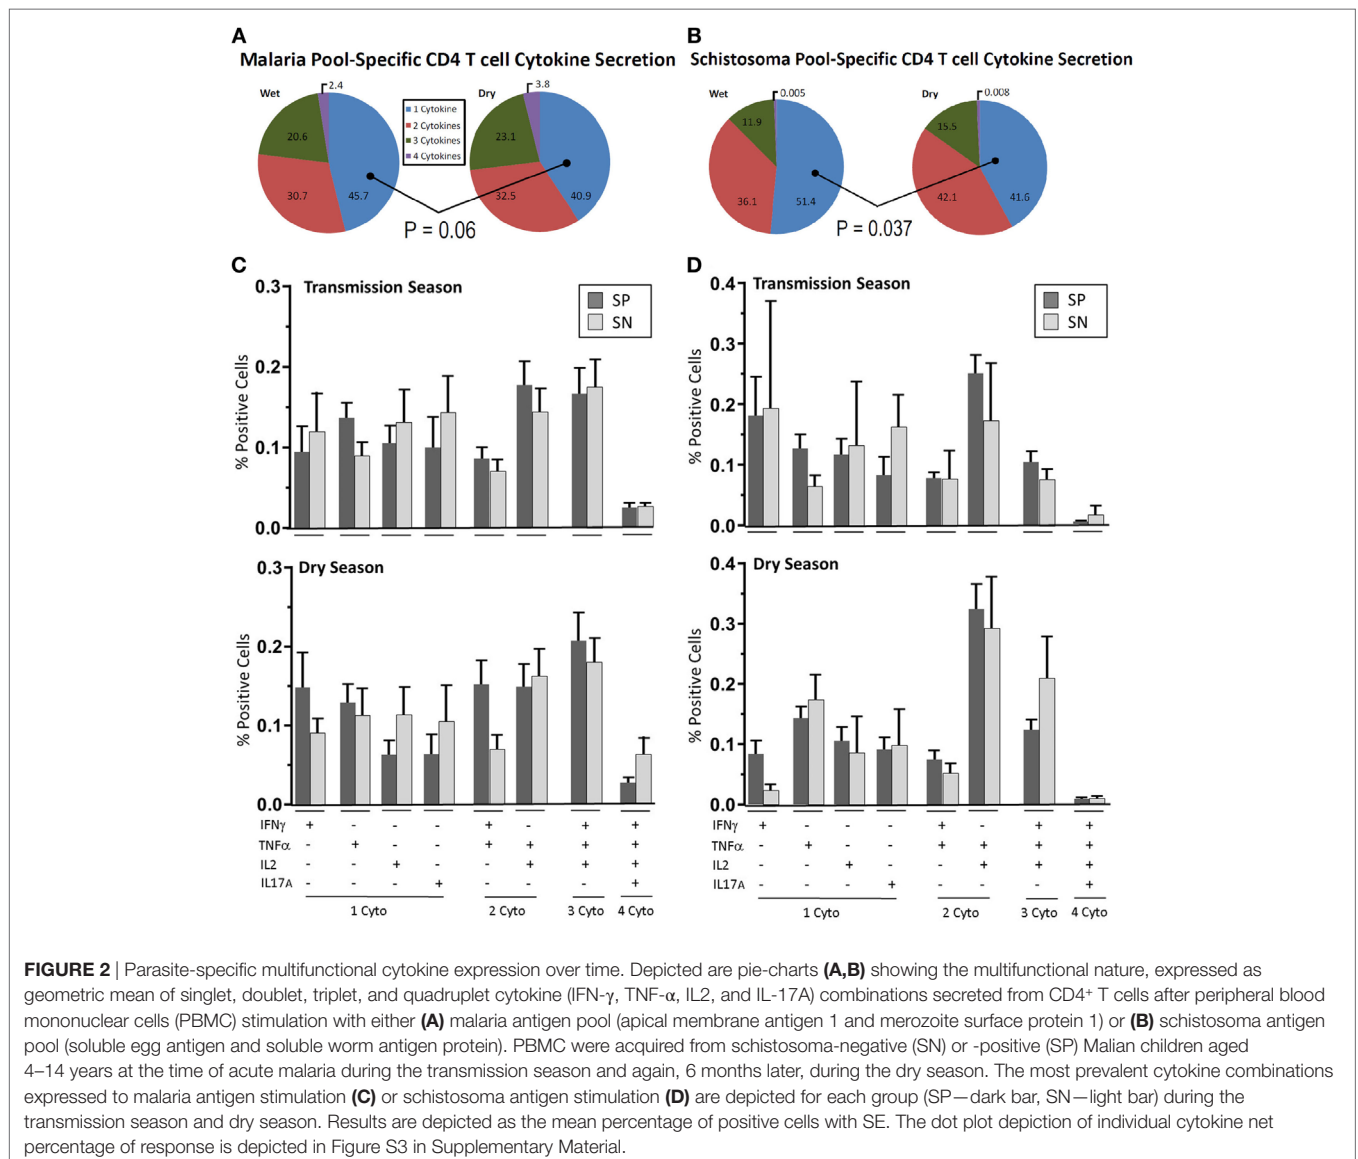 A
Malaria Pool-Specific CD4 T cell Cytokine Secretion
Wet
2.4
20.6
30.7
45.7
1 Cytokine
2 Cytokines
3 Cytokines
4 Cytokines
Dry
3.8
23.1
32.5
40.9
P = 0.06
B
Schistosoma Pool-Specific CD4 T cell Cytokine Secretion
Wet
0.005
11.9
36.1
51.4
Dry
0.008
15.5
42.1
41.6
P = 0.037
C
Transmission Season
SP
SN
% Positive Cells
0.3
0.2
0.1
0.0
Dry Season
% Positive Cells
0.3
0.2
0.1
0.0
IFNγ + - - - + - + +
TNFα - + - - + + + +
IL2 - - + - - + + +
IL17A - - - + - - - +
1 Cyto 2 Cyto 3 Cyto 4 Cyto
D
Transmission Season
SP
SN
% Positive Cells
0.4
0.3
0.2
0.1
0.0
Dry Season
% Positive Cells
0.4
0.3
0.2
0.1
0.0
IFNγ + - - - + - + +
TNFα - + - - + + + +
IL2 - - + - - + + +
IL17A - - - + - - - +
1 Cyto 2 Cyto 3 Cyto 4 Cyto
FIGURE 2 | Parasite-specific multifunctional cytokine expression over time. Depicted are pie-charts (A,B) showing the multifunctional nature, expressed as
geometric mean of singlet, doublet, triplet, and quadruplet cytokine (IFN-γ, TNF-α, IL2, and IL-17A) combinations secreted from CD4⁺ T cells after peripheral blood
mononuclear cells (PBMC) stimulation with either (A) malaria antigen pool (apical membrane antigen 1 and merozoite surface protein 1) or (B) schistosoma antigen
pool (soluble egg antigen and soluble worm antigen protein). PBMC were acquired from schistosoma-negative (SN) or -positive (SP) Malian children aged
4–14 years at the time of acute malaria during the transmission season and again, 6 months later, during the dry season. The most prevalent cytokine combinations
expressed to malaria antigen stimulation (C) or schistosoma antigen stimulation (D) are depicted for each group (SP—dark bar, SN—light bar) during the
transmission season and dry season. Results are depicted as the mean percentage of positive cells with SE. The dot plot depiction of individual cytokine net
percentage of response is depicted in Figure S3 in Supplementary Material.